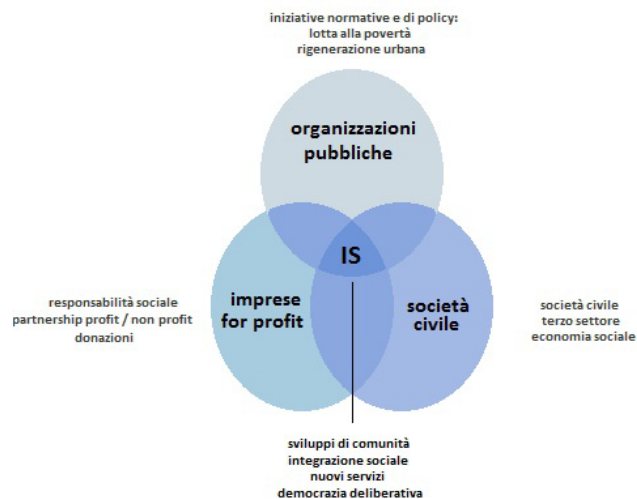 iniziative normative e di policy:
lotta alla povertà
rigenerazione urbana
organizzazioni
pubbliche
IS
imprese
for profit
società
civile
responsabilità sociale
partnership profit / non profit
donazioni
società civile
terzo settore
economia sociale
sviluppi di comunità
integrazione sociale
nuovi servizi
democrazia deliberativa